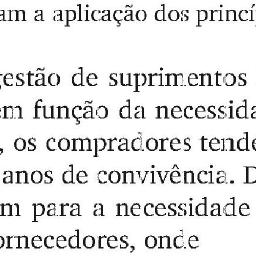 am a aplicação dos princí
gestão de suprimentos
em função da necessida
, os compradores tende
anos de convivência. D
m para a necessidade
ornecedores, onde